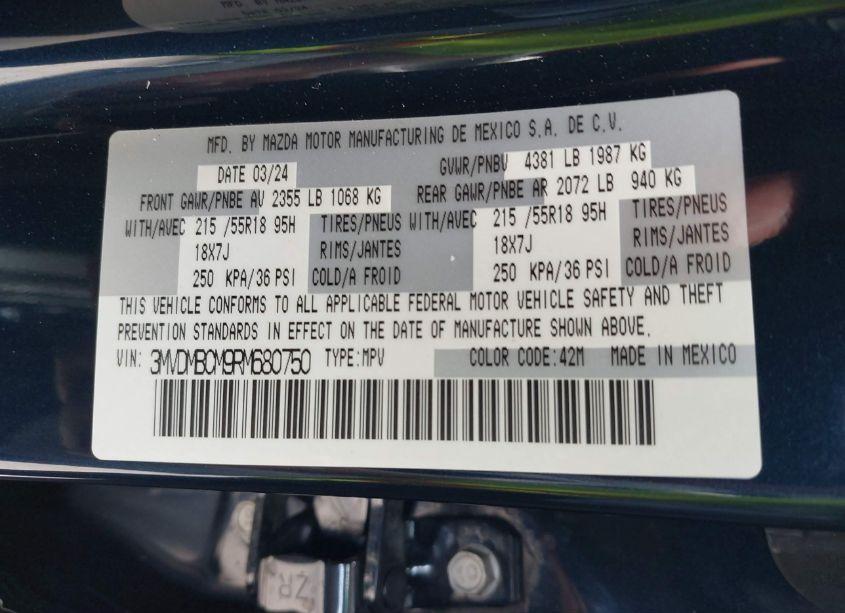 MFD. BY MAZDA MOTOR MANUFACTURING DE MEXICO S.A. DE C.V.
DATE 03/24 GVWR/PNBV 4381 LB 1987 KG
FRONT GAWR/PNBE AV 2355 LB 1068 KG REAR GAWR/PNBE AR 2072 LB 940 KG
WITH/AVEC 215 /55R18 95H TIRES/PNEUS WITH/AVEC 215 /55R18 95H TIRES/PNEUS
18X7J RIMS/JANTES 18X7J RIMS/JANTES
250 KPA/36 PSI COLD/A FROID 250 KPA/36 PSI COLD/A FROID
THIS VEHICLE CONFORMS TO ALL APPLICABLE FEDERAL MOTOR VEHICLE SAFETY AND THEFT
PREVENTION STANDARDS IN EFFECT ON THE DATE OF MANUFACTURE SHOWN ABOVE.
VIN: 3MVDMBCM9RM680750 TYPE:MPV COLOR CODE:42M MADE IN MEXICO
ZR